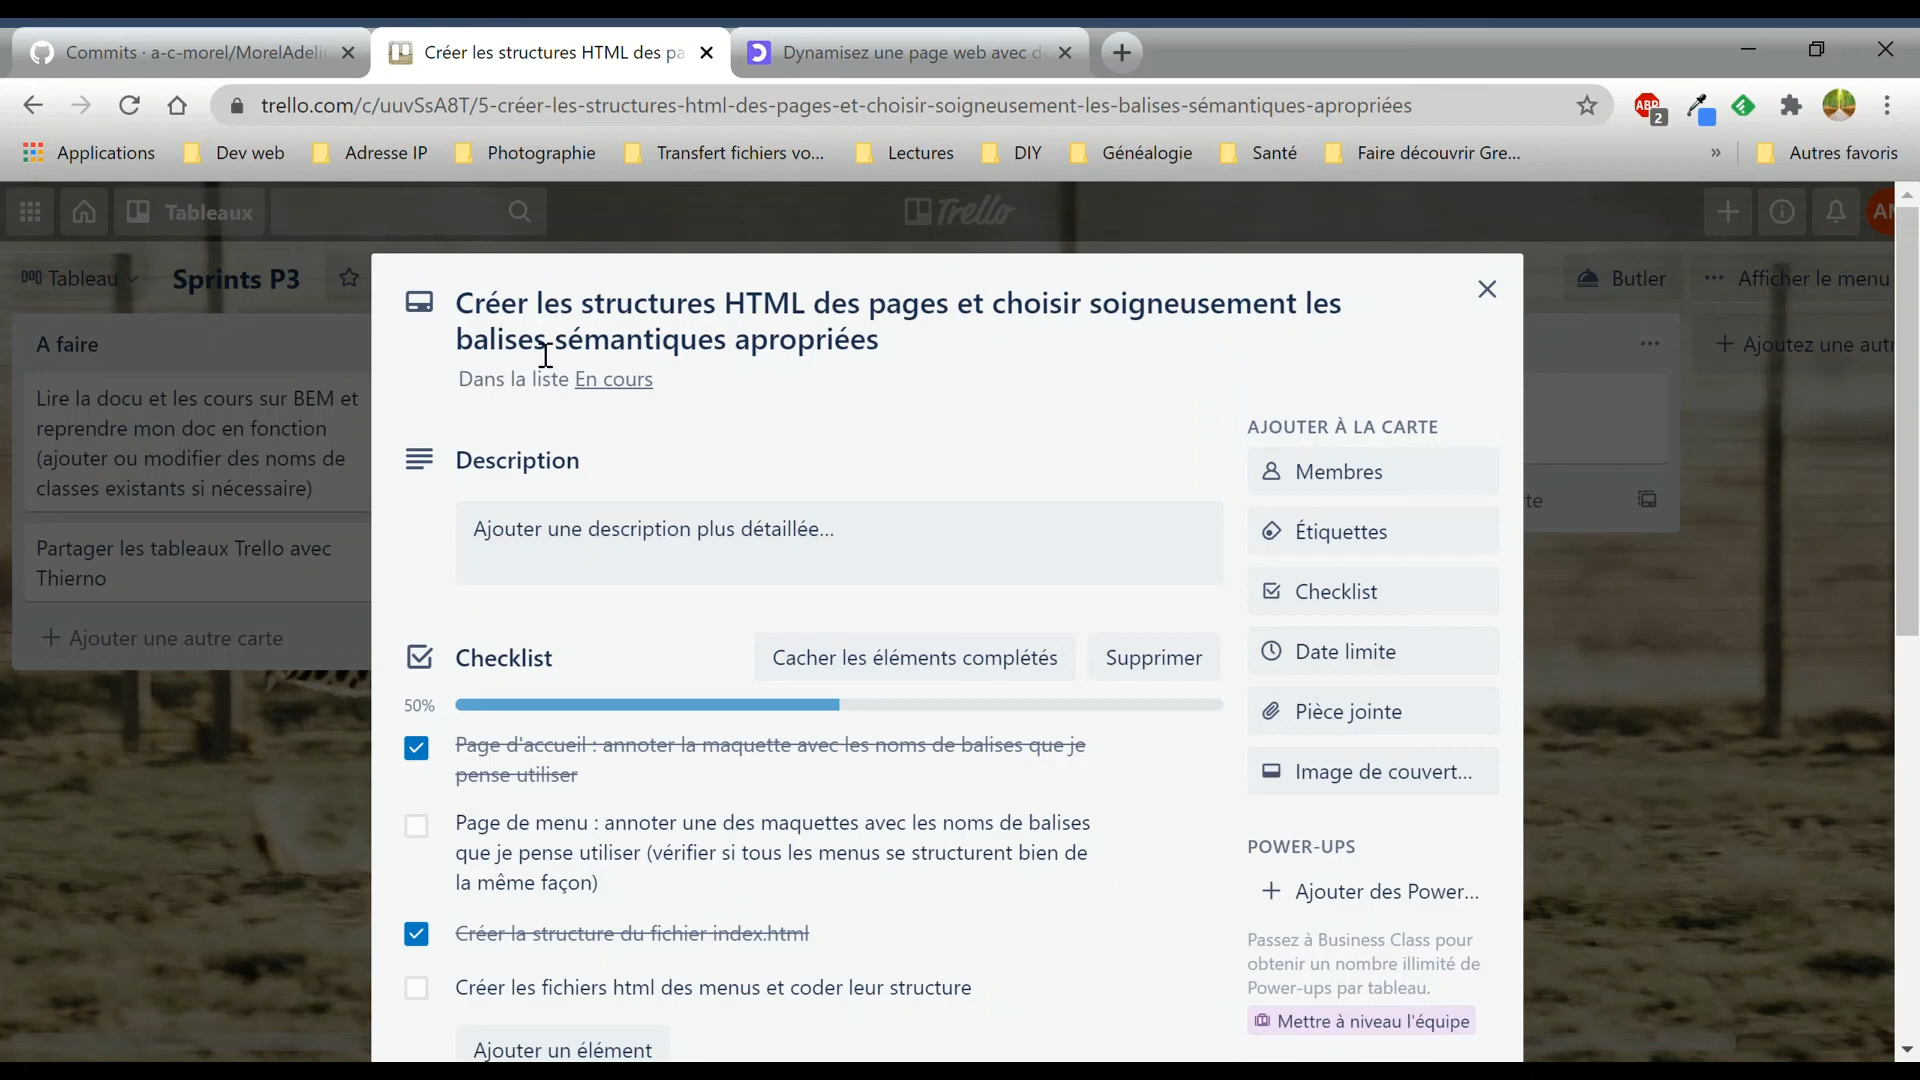 Commits · a-c-morel/MorelAdeli
Créer les structures HTML des pa
Dynamisez une page web avec d
trello.com/c/uuvSsA8T/5-créer-les-structures-html-des-pages-et-choisir-soigneusement-les-balises-sémantiques-apropriées
ABP
2
Applications
Dev web
Adresse IP
Photographie
Transfert fichiers vo...
Lectures
DIY
Généalogie
Santé
Faire découvrir Gre...
»
Autres favoris
Tableaux
Trello
AM
Tableau
Sprints P3
Butler
Afficher le menu
A faire
Lire la docu et les cours sur BEM et
reprendre mon doc en fonction
(ajouter ou modifier des noms de
classes existants si nécessaire)
Partager les tableaux Trello avec
Thierno
+ Ajouter une autre carte
Créer les structures HTML des pages et choisir soigneusement les
balises sémantiques apropriées
Dans la liste En cours
Description
Ajouter une description plus détaillée...
Checklist
Cacher les éléments complétés
Supprimer
50%
Page d'accueil : annoter la maquette avec les noms de balises que je
pense utiliser
Page de menu : annoter une des maquettes avec les noms de balises
que je pense utiliser (vérifier si tous les menus se structurent bien de
la même façon)
Créer la structure du fichier index.html
Créer les fichiers html des menus et coder leur structure
Ajouter un élément
AJOUTER À LA CARTE
Membres
Étiquettes
Checklist
Date limite
Pièce jointe
Image de couvert...
POWER-UPS
+ Ajouter des Power...
Passez à Business Class pour
obtenir un nombre illimité de
Power-ups par tableau.
Mettre à niveau l'équipe
+ Ajoutez une autr
te